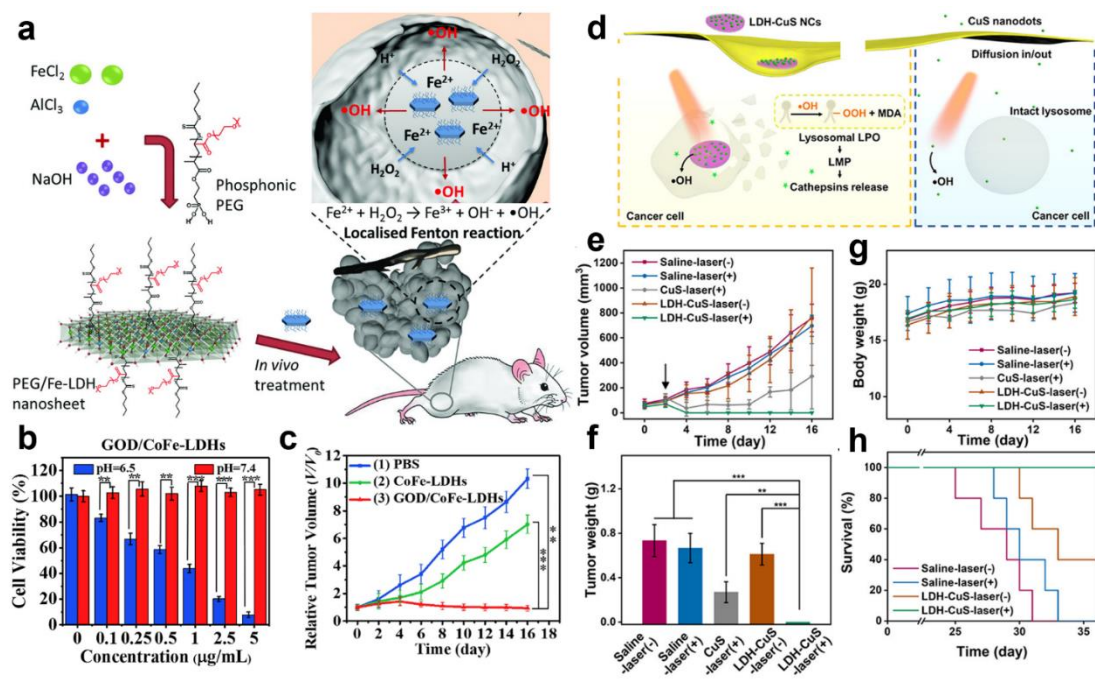 a
FeCl2
AlCl3
+
NaOH
Phosphonic
PEG
H+
•OH
H2O2
Fe2+
•OH
•OH
Fe2+
Fe2+
H2O2
H+
•OH
Fe2+ + H2O2 → Fe3+ + OH- + •OH
Localised Fenton reaction
PEG/Fe-LDH
nanosheet
In vivo
treatment
b
GOD/CoFe-LDHs
pH=6.5
pH=7.4
** ** ** ** *** ***
Cell Viability (%)
120
100
80
60
40
20
0
0 0.1 0.25 0.5 1 2.5 5
Concentration (μg/mL)
c
(1) PBS
(2) CoFe-LDHs
(3) GOD/CoFe-LDHs
**
***
Relative Tumor Volume (V/V0)
10
8
6
4
2
0
0 2 4 6 8 10 12 14 16 18
Time (day)
d
LDH-CuS NCs
CuS nanodots
Diffusion in/out
•OH
OOH + MDA
Lysosomal LPO
LMP
Cathepsins release
•OH
Cancer cell
Intact lysosome
•OH
Cancer cell
e
Saline-laser(-)
Saline-laser(+)
CuS-laser(+)
LDH-CuS-laser(-)
LDH-CuS-laser(+)
Tumor volume (mm3)
1200
1000
800
600
400
200
0
0 2 4 6 8 10 12 14 16
Time (day)
g
Body weight (g)
20
15
10
Saline-laser(-)
Saline-laser(+)
CuS-laser(+)
LDH-CuS-laser(-)
LDH-CuS-laser(+)
0 2 4 6 8 10 12 14 16
Time (day)
f
***
**
***
Tumor weight (g)
1.2
0.8
0.4
0.0
Saline
-laser(-)
Saline
-laser(+)
CuS
-laser(+)
LDH-CuS
-laser(-)
LDH-CuS
-laser(+)
h
Survival (%)
100
80
60
40
20
0
Saline-laser(-)
Saline-laser(+)
LDH-CuS-laser(-)
LDH-CuS-laser(+)
0 25 30 35
Time (day)